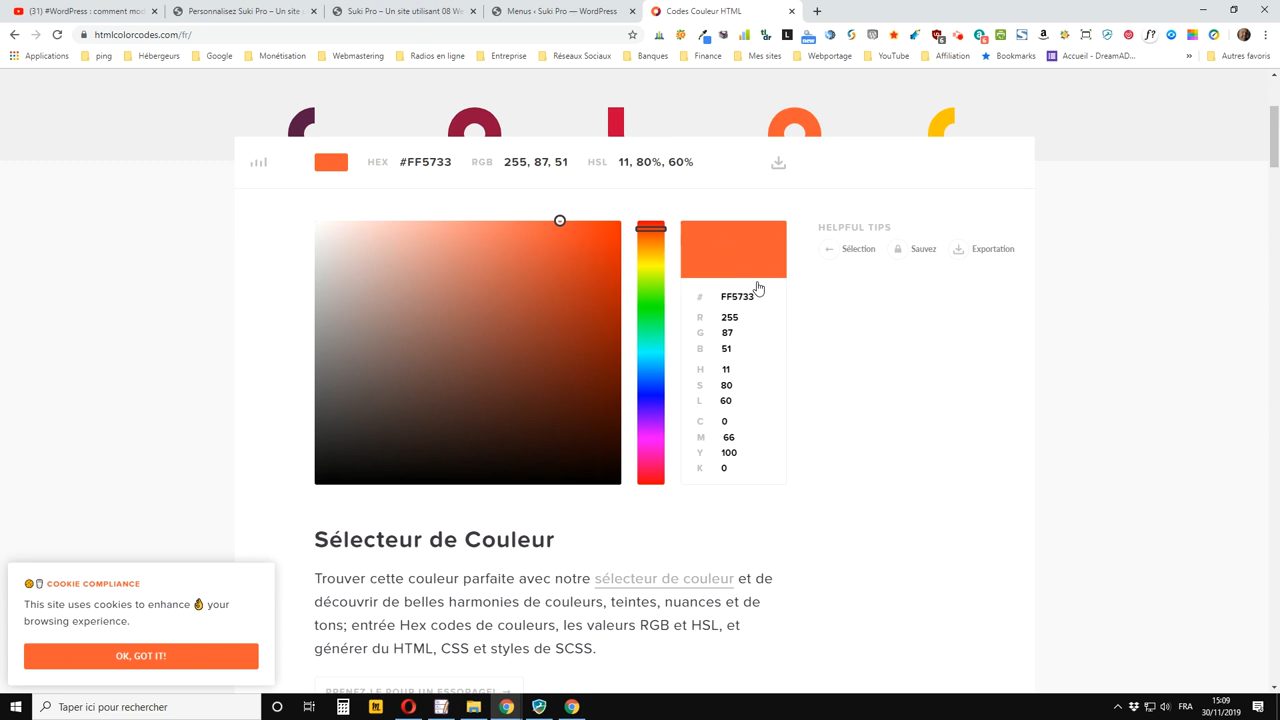 (31) #WordPress : comment mod
Personnalisez Suki Pro – Un site
Suki Pro – Un site utilisant 08 We
Menus ‹ Suki Pro — WordPress
Codes Couleur HTML
htmlcolorcodes.com/fr/
Applications
ping
Hébergeurs
Google
Monétisation
Webmastering
Radios en ligne
Entreprise
Réseaux Sociaux
Banques
Finance
Mes sites
Webportage
YouTube
Affiliation
Bookmarks
Accueil - DreamAD...
»
Autres favoris
HEX #FF5733 RGB 255, 87, 51 HSL 11, 80%, 60%
HELPFUL TIPS
Sélection
Sauvez
Exportation
# FF5733
R 255
G 87
B 51
H 11
S 80
L 60
C 0
M 66
Y 100
K 0
Sélecteur de Couleur
Trouver cette couleur parfaite avec notre sélecteur de couleur et de
découvrir de belles harmonies de couleurs, teintes, nuances et de
tons; entrée Hex codes de couleurs, les valeurs RGB et HSL, et
générer du HTML, CSS et styles de SCSS.
PRENEZ-LE POUR UN ESSORAGE! →
COOKIE COMPLIANCE
This site uses cookies to enhance your
browsing experience.
OK, GOT IT!
Taper ici pour rechercher
FRA
15:09
30/11/2019